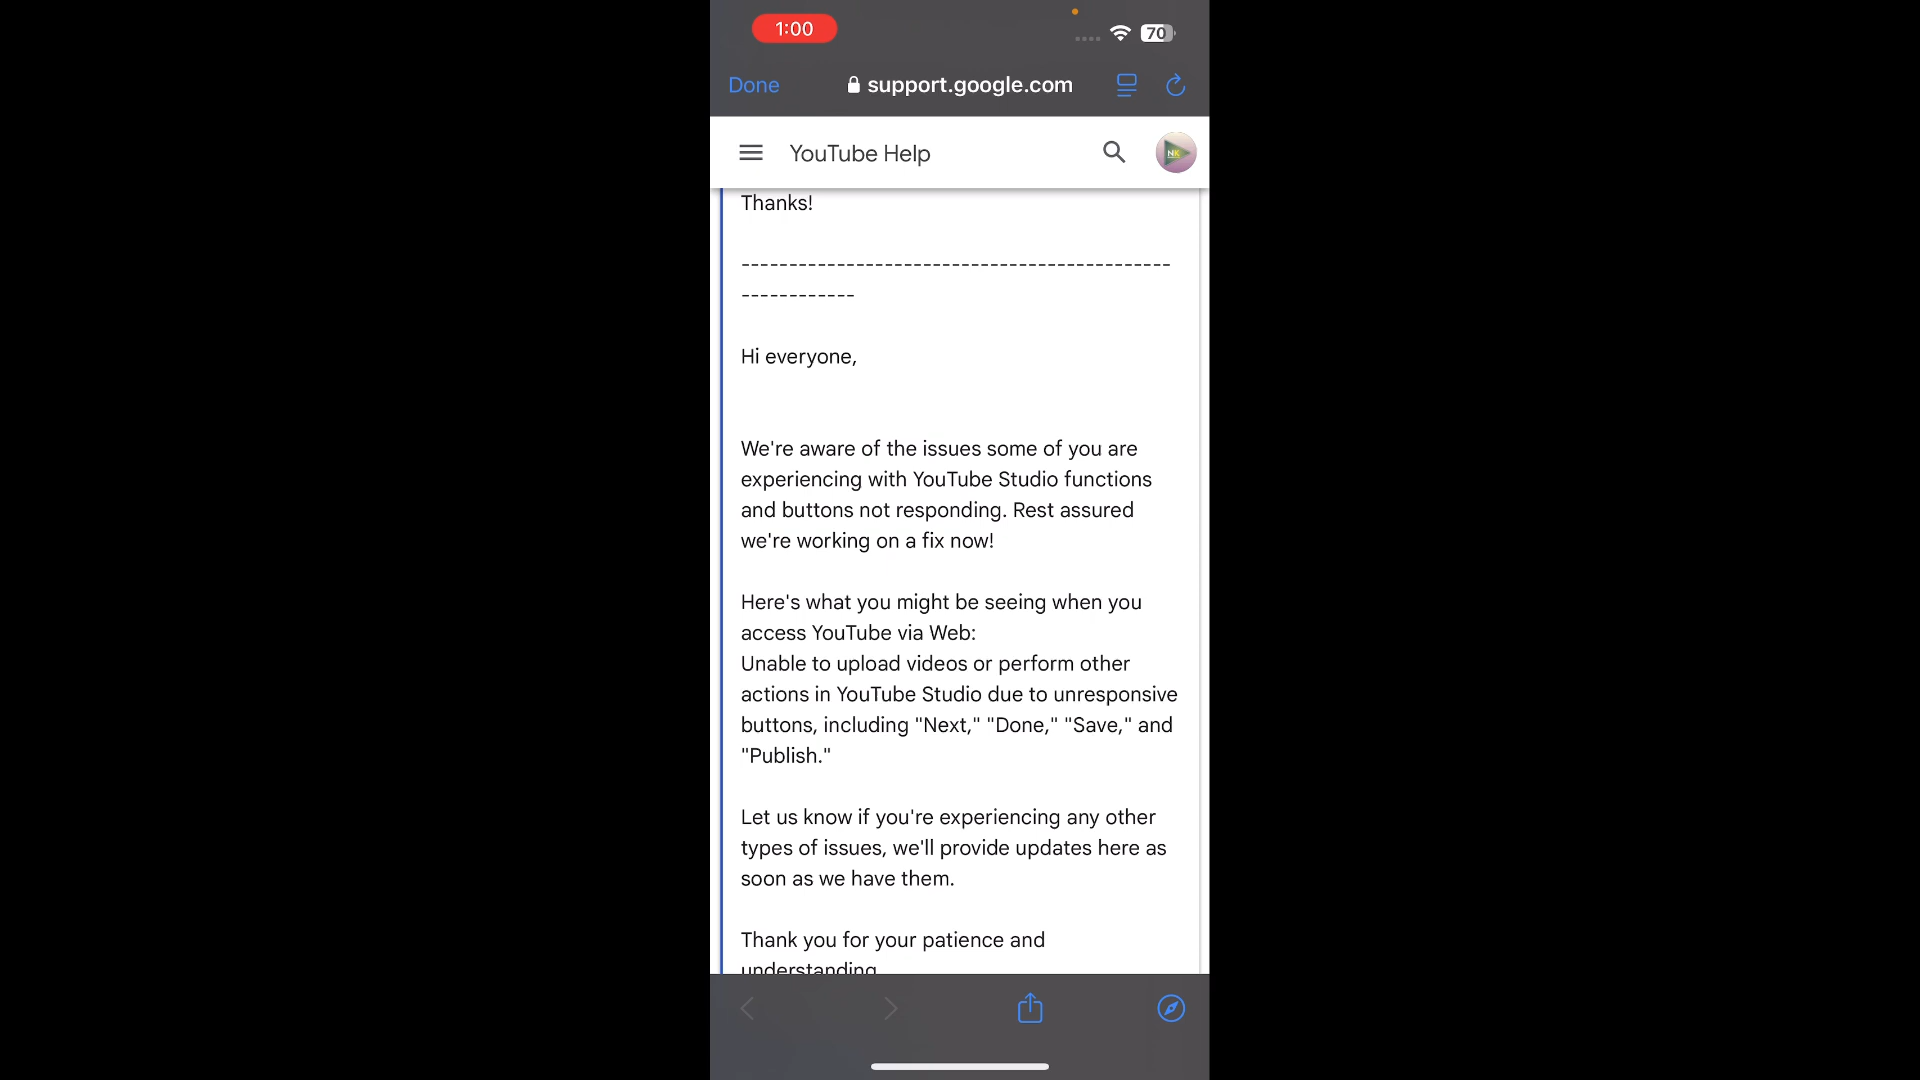 1:00
70
Done
support.google.com
YouTube Help
NK
Thanks!
---------------------------------------------
------------
Hi everyone,
We're aware of the issues some of you are
experiencing with YouTube Studio functions
and buttons not responding. Rest assured
we're working on a fix now!
Here's what you might be seeing when you
access YouTube via Web:
Unable to upload videos or perform other
actions in YouTube Studio due to unresponsive
buttons, including "Next," "Done," "Save," and
"Publish."
Let us know if you're experiencing any other
types of issues, we'll provide updates here as
soon as we have them.
Thank you for your patience and
understanding